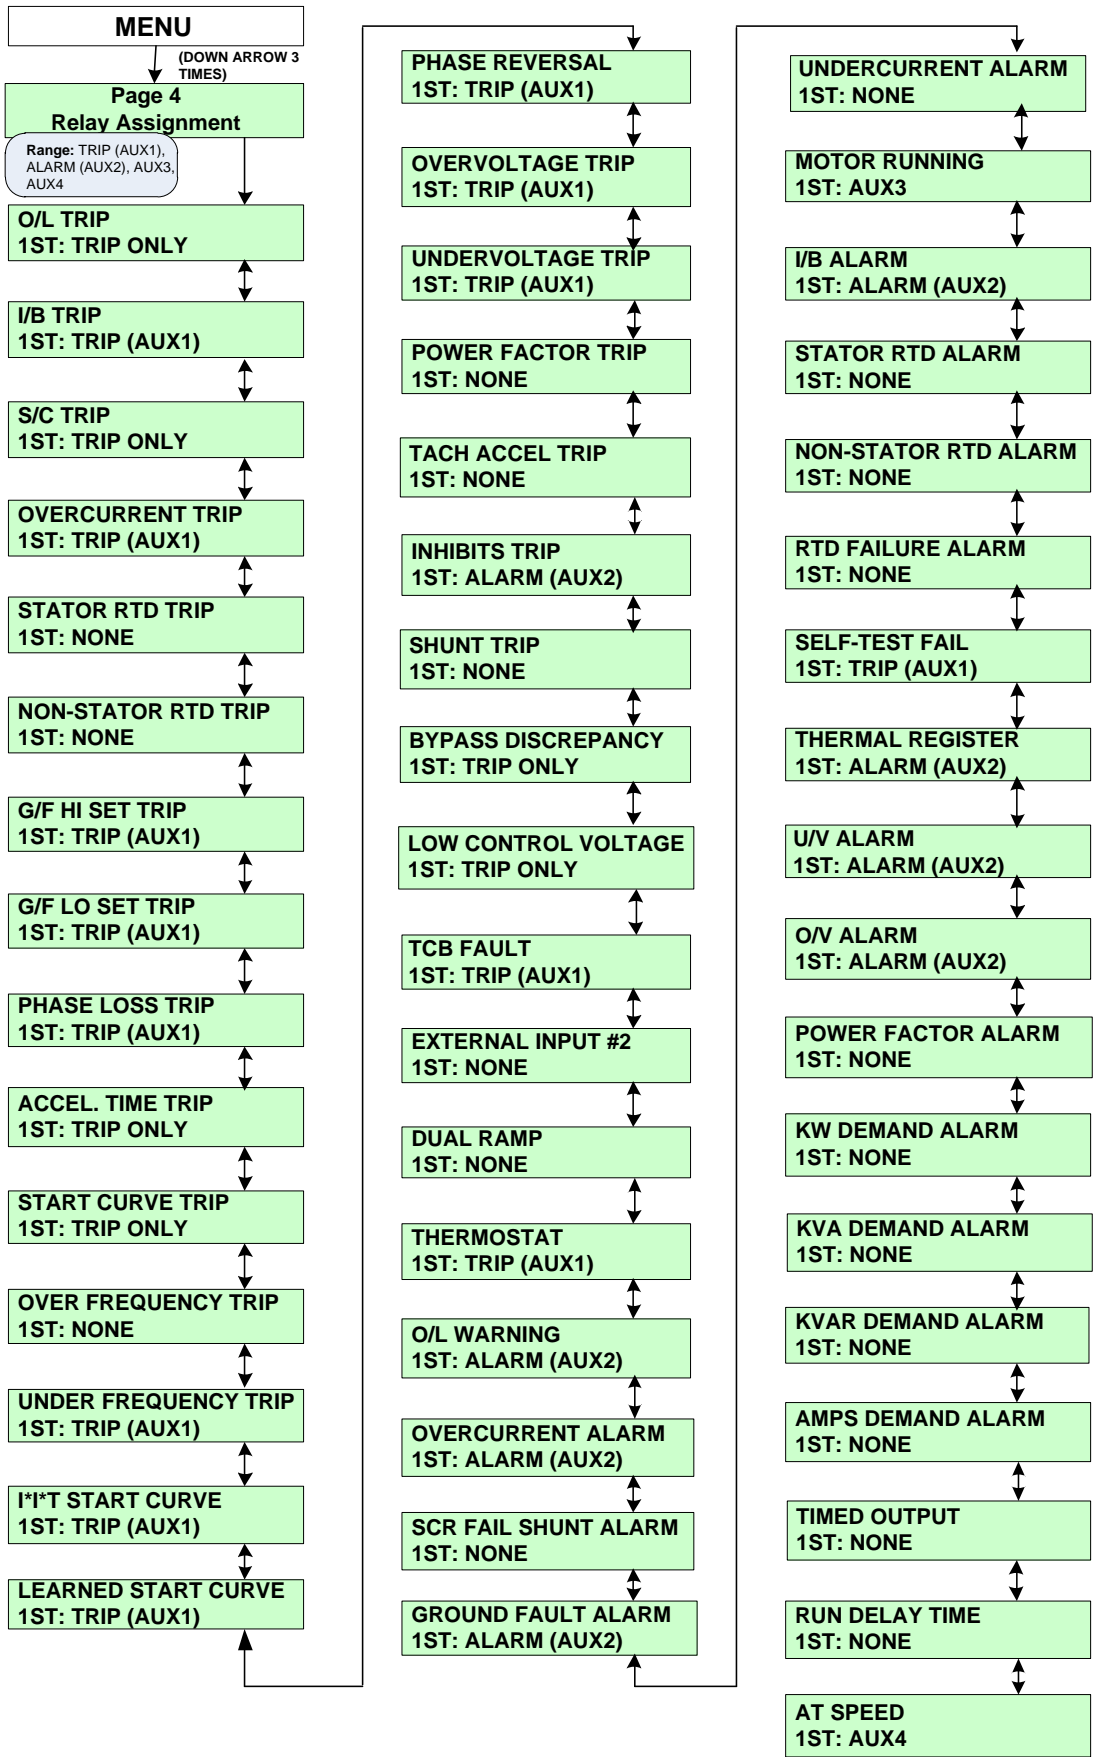 MENU
(DOWN ARROW 3
TIMES)
Page 4
Relay Assignment
Range: TRIP (AUX1),
ALARM (AUX2), AUX3,
AUX4
O/L TRIP
1ST: TRIP ONLY
I/B TRIP
1ST: TRIP (AUX1)
S/C TRIP
1ST: TRIP ONLY
OVERCURRENT TRIP
1ST: TRIP (AUX1)
STATOR RTD TRIP
1ST: NONE
NON-STATOR RTD TRIP
1ST: NONE
G/F HI SET TRIP
1ST: TRIP (AUX1)
G/F LO SET TRIP
1ST: TRIP (AUX1)
PHASE LOSS TRIP
1ST: TRIP (AUX1)
ACCEL. TIME TRIP
1ST: TRIP ONLY
START CURVE TRIP
1ST: TRIP ONLY
OVER FREQUENCY TRIP
1ST: NONE
UNDER FREQUENCY TRIP
1ST: TRIP (AUX1)
I*I*T START CURVE
1ST: TRIP (AUX1)
LEARNED START CURVE
1ST: TRIP (AUX1)
PHASE REVERSAL
1ST: TRIP (AUX1)
OVERVOLTAGE TRIP
1ST: TRIP (AUX1)
UNDERVOLTAGE TRIP
1ST: TRIP (AUX1)
POWER FACTOR TRIP
1ST: NONE
TACH ACCEL TRIP
1ST: NONE
INHIBITS TRIP
1ST: ALARM (AUX2)
SHUNT TRIP
1ST: NONE
BYPASS DISCREPANCY
1ST: TRIP ONLY
LOW CONTROL VOLTAGE
1ST: TRIP ONLY
TCB FAULT
1ST: TRIP (AUX1)
EXTERNAL INPUT #2
1ST: NONE
DUAL RAMP
1ST: NONE
THERMOSTAT
1ST: TRIP (AUX1)
O/L WARNING
1ST: ALARM (AUX2)
OVERCURRENT ALARM
1ST: ALARM (AUX2)
SCR FAIL SHUNT ALARM
1ST: NONE
GROUND FAULT ALARM
1ST: ALARM (AUX2)
UNDERCURRENT ALARM
1ST: NONE
MOTOR RUNNING
1ST: AUX3
I/B ALARM
1ST: ALARM (AUX2)
STATOR RTD ALARM
1ST: NONE
NON-STATOR RTD ALARM
1ST: NONE
RTD FAILURE ALARM
1ST: NONE
SELF-TEST FAIL
1ST: TRIP (AUX1)
THERMAL REGISTER
1ST: ALARM (AUX2)
U/V ALARM
1ST: ALARM (AUX2)
O/V ALARM
1ST: ALARM (AUX2)
POWER FACTOR ALARM
1ST: NONE
KW DEMAND ALARM
1ST: NONE
KVA DEMAND ALARM
1ST: NONE
KVAR DEMAND ALARM
1ST: NONE
AMPS DEMAND ALARM
1ST: NONE
TIMED OUTPUT
1ST: NONE
RUN DELAY TIME
1ST: NONE
AT SPEED
1ST: AUX4